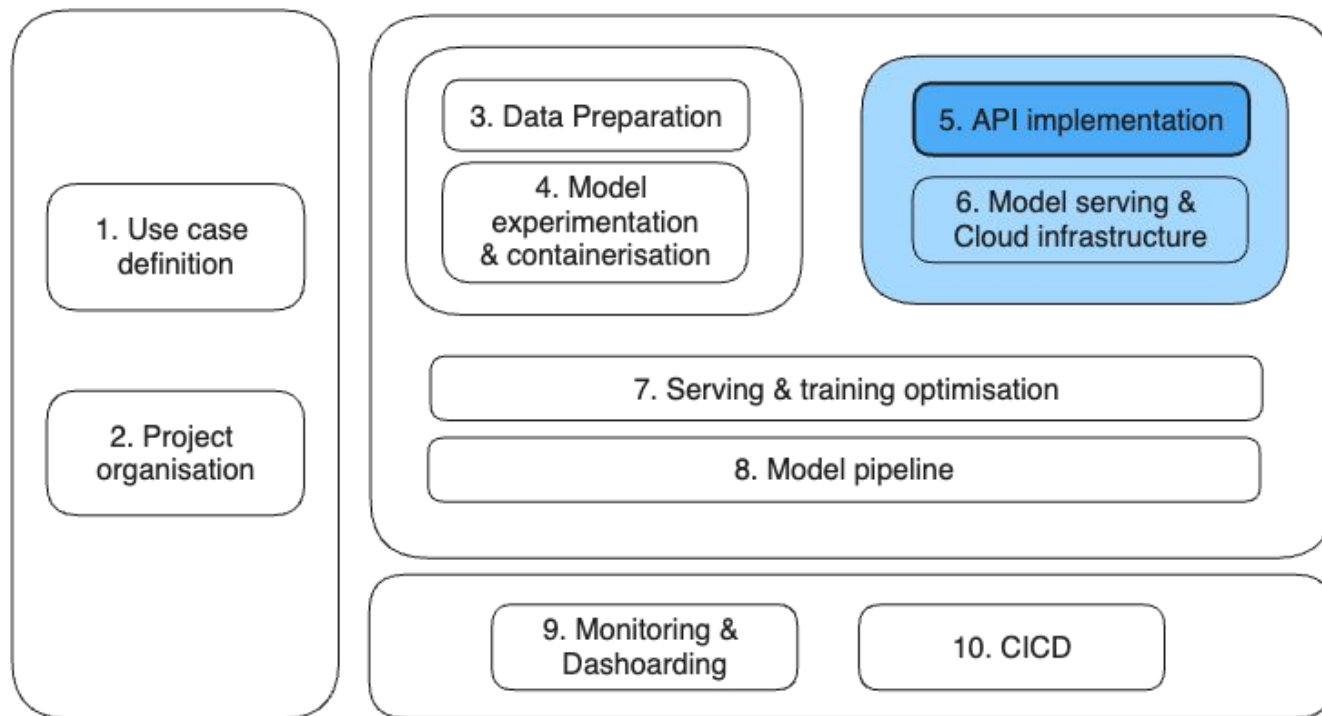 1. Use case
definition
2. Project
organisation
3. Data Preparation
4. Model
experimentation
& containerisation
5. API implementation
6. Model serving &
Cloud infrastructure
7. Serving & training optimisation
8. Model pipeline
9. Monitoring &
Dashoarding
10. CICD